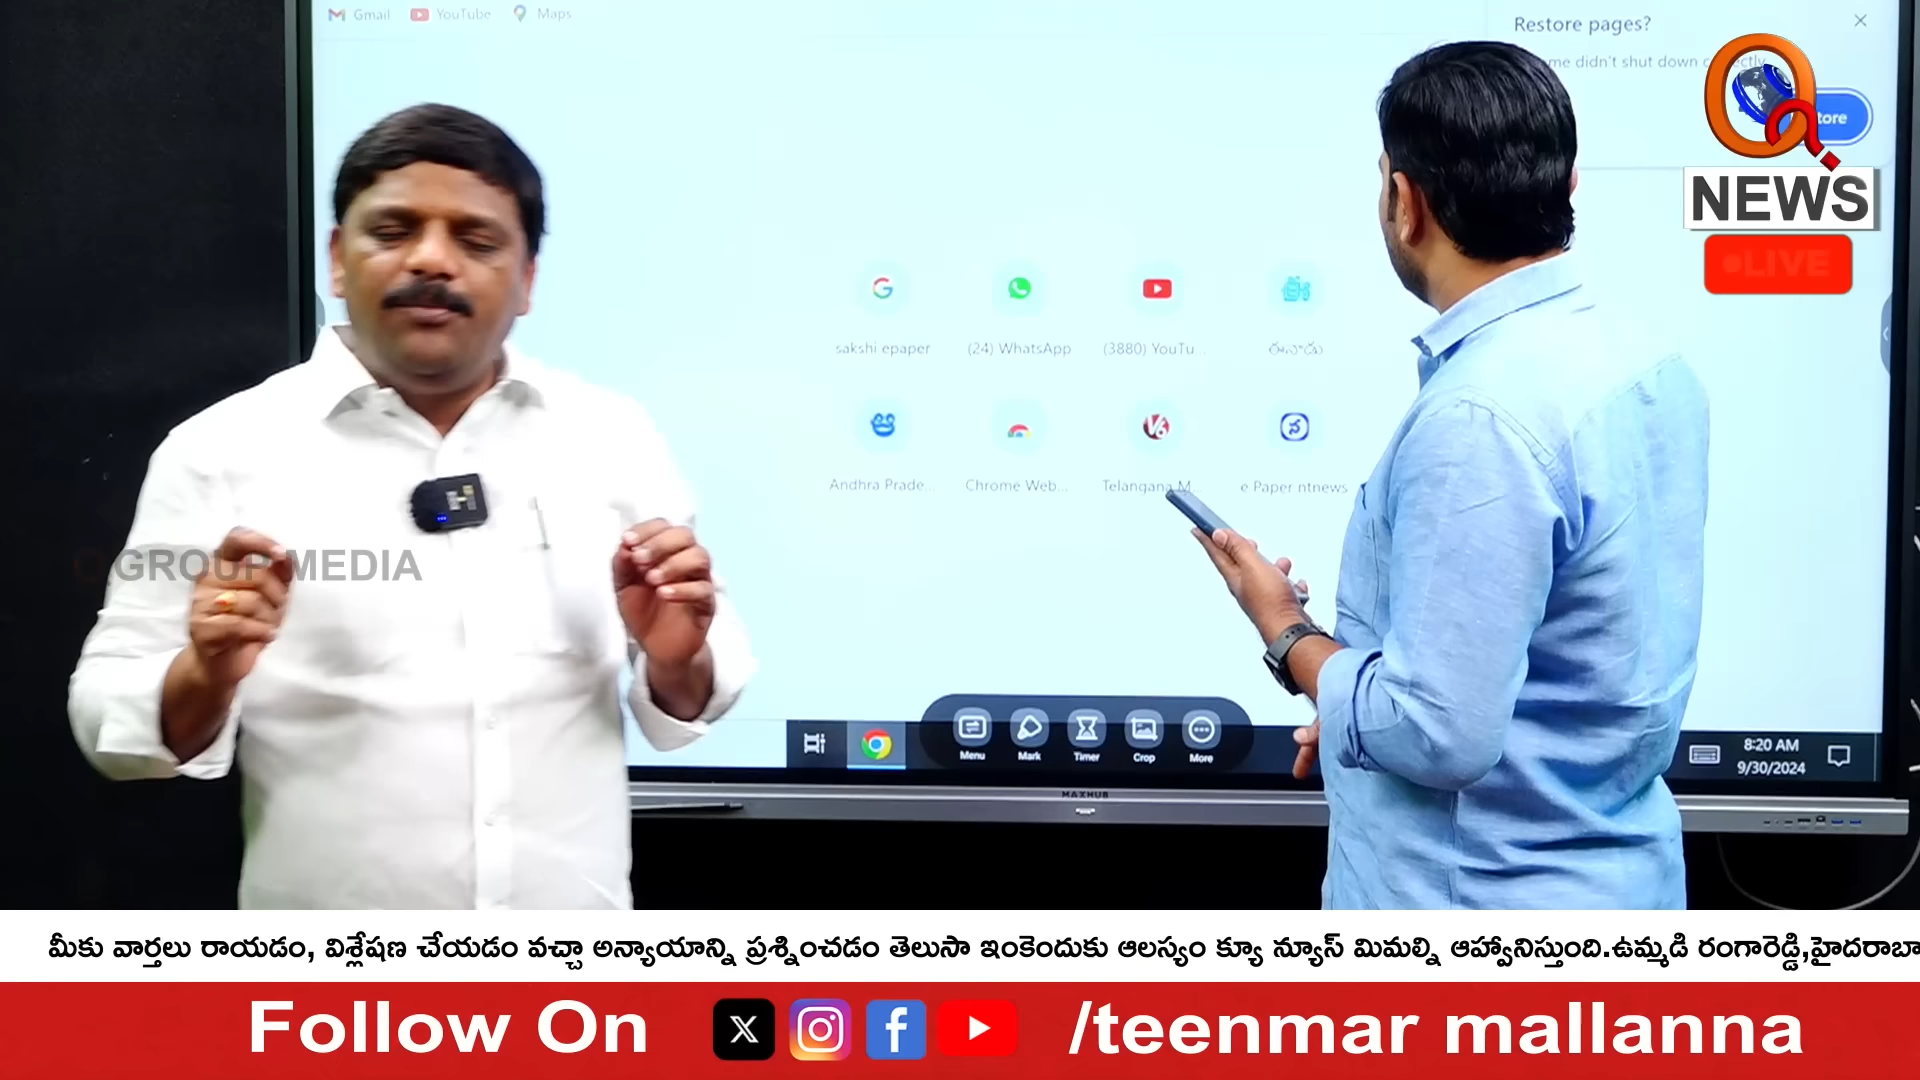 Gmail YouTube Maps
Restore pages?
me didn't shut down
tore
NEWS
LIVE
sakshi epaper (24) WhatsApp (3880) YouTu... ఈనాడు
Andhra Prade... Chrome Web... Telangana M e Paper ntnews
Q GROUP MEDIA
Menu Mark Timer Crop More
8:20 AM
9/30/2024
MAXHUB
మీకు వార్తలు రాయడం, విశ్లేషణ చేయడం వచ్చా అన్యాయాన్ని ప్రశ్నించడం తెలుసా ఇంకెందుకు ఆలస్యం క్యూ న్యూస్ మిమల్ని ఆహ్వానిస్తుంది.ఉమ్మడి రంగారెడ్డి,హైదరాబా
Follow On /teenmar mallanna